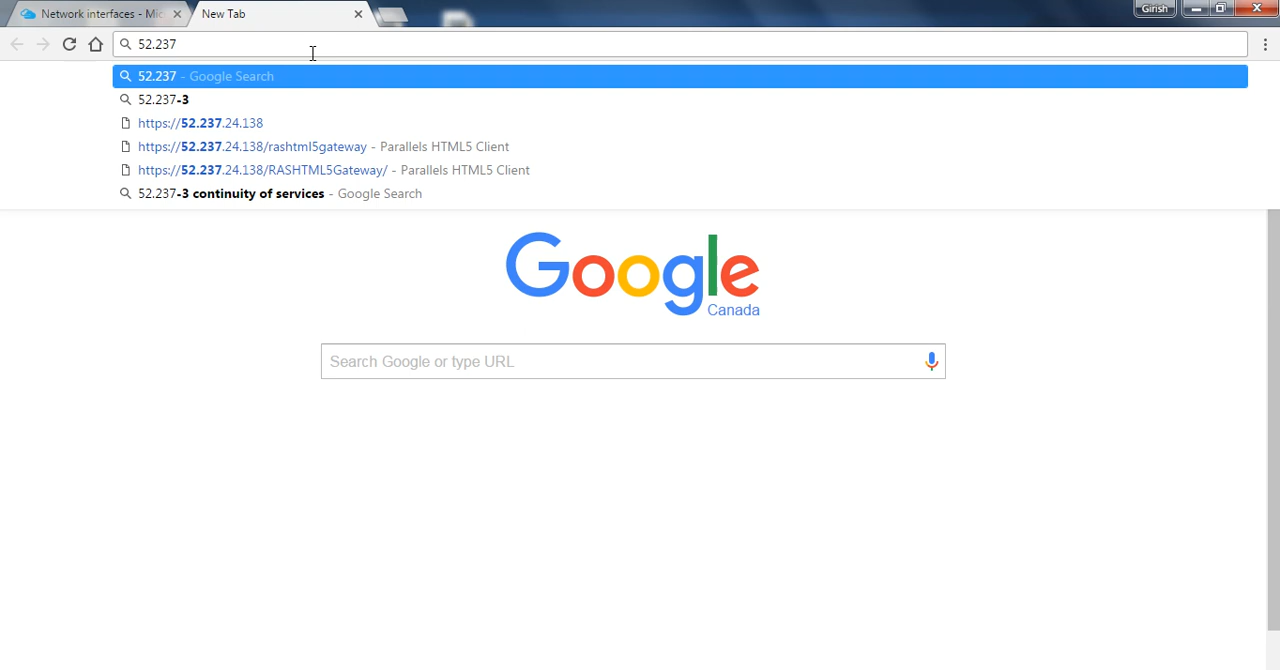 Network interfaces - Mic
New Tab
Girish
52.237
52.237 - Google Search
52.237-3
https://52.237.24.138
https://52.237.24.138/rashtml5gateway - Parallels HTML5 Client
https://52.237.24.138/RASHTML5Gateway/ - Parallels HTML5 Client
52.237-3 continuity of services - Google Search
Google
Canada
Search Google or type URL